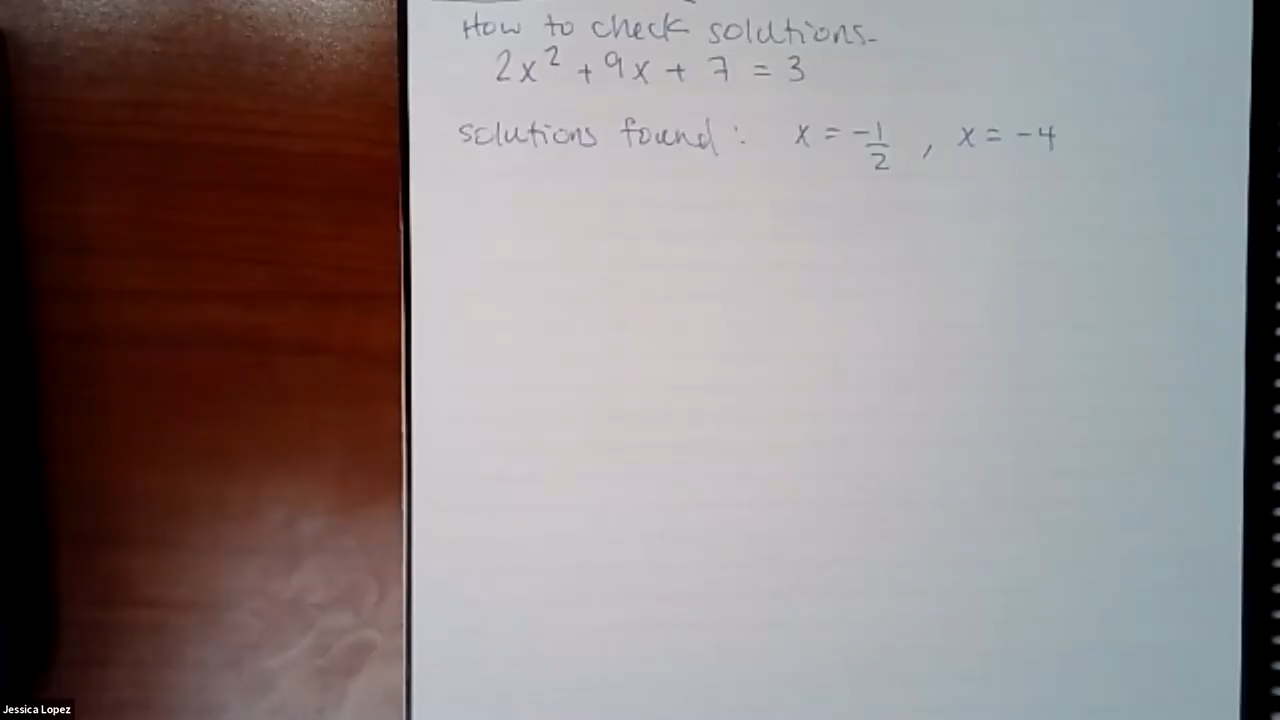 How to check solutions-
2x² + 9x + 7 = 3
solutions found : x = -1/2 , x = -4
Jessica Lopez